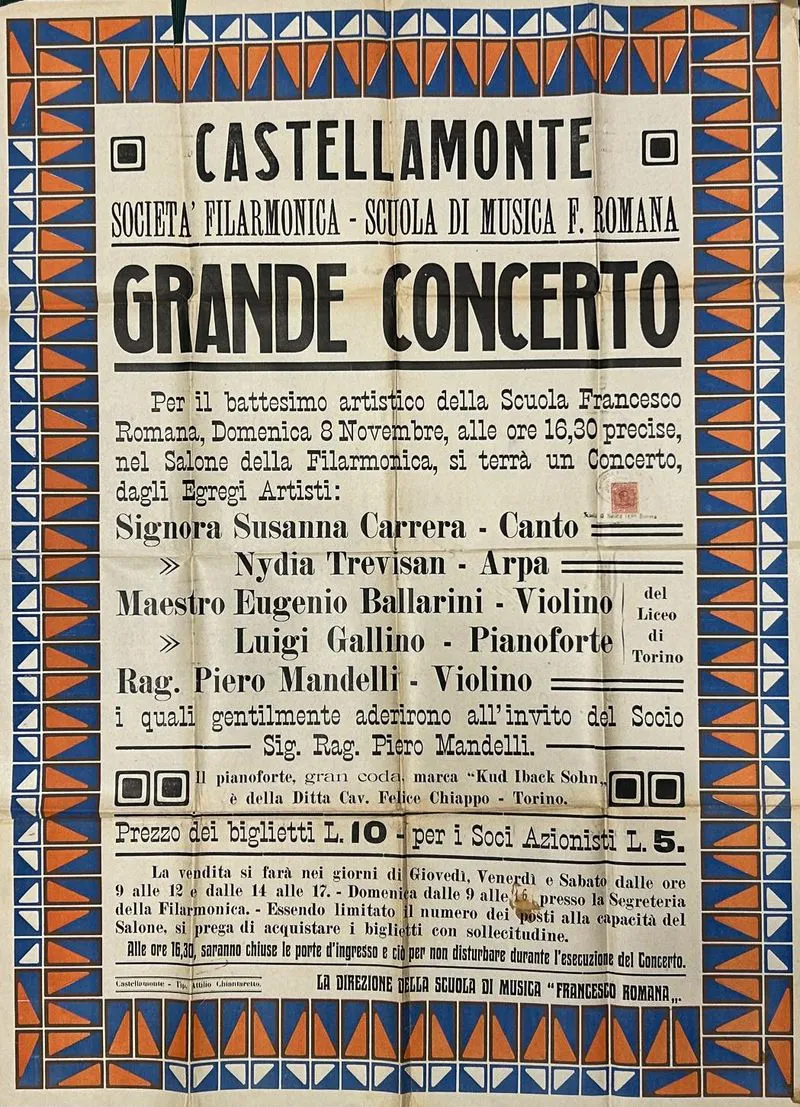 CASTELLAMONTE
SOCIETA' FILARMONICA - SCUOLA DI MUSICA F. ROMANA
GRANDE CONCERTO
Per il battesimo artistico della Scuola Francesco
Romana, Domenica 8 Novembre, alle ore 16,30 precise,
nel Salone della Filarmonica, si terrà un Concerto,
dagli Egregi Artisti:
Signora Susanna Carrera - Canto
» Nydia Trevisan - Arpa
Maestro Eugenio Ballarini - Violino
» Luigi Gallino - Pianoforte
del
Liceo
di
Torino
Rag. Piero Mandelli - Violino
i quali gentilmente aderirono all'invito del Socio
Sig. Rag. Piero Mandelli.
Il pianoforte, gran coda, marca "Kud Iback Sohn„
è della Ditta Cav. Felice Chiappo - Torino.
Prezzo dei biglietti L. 10 - per i Soci Azionisti L. 5.
La vendita si farà nei giorni di Giovedì, Venerdì e Sabato dalle ore
9 alle 12 e dalle 14 alle 17. - Domenica dalle 9 alle 16 presso la Segreteria
della Filarmonica. - Essendo limitato il numero dei posti alla capacità del
Salone, si prega di acquistare i biglietti con sollecitudine.
Alle ore 16,30, saranno chiuse le porte d'ingresso e ciò per non disturbare durante l'esecuzione del Concerto.
Castellamonte - Tip. Attilio Chiantaretto.
LA DIREZIONE DELLA SCUOLA DI MUSICA "FRANCESCO ROMANA„.